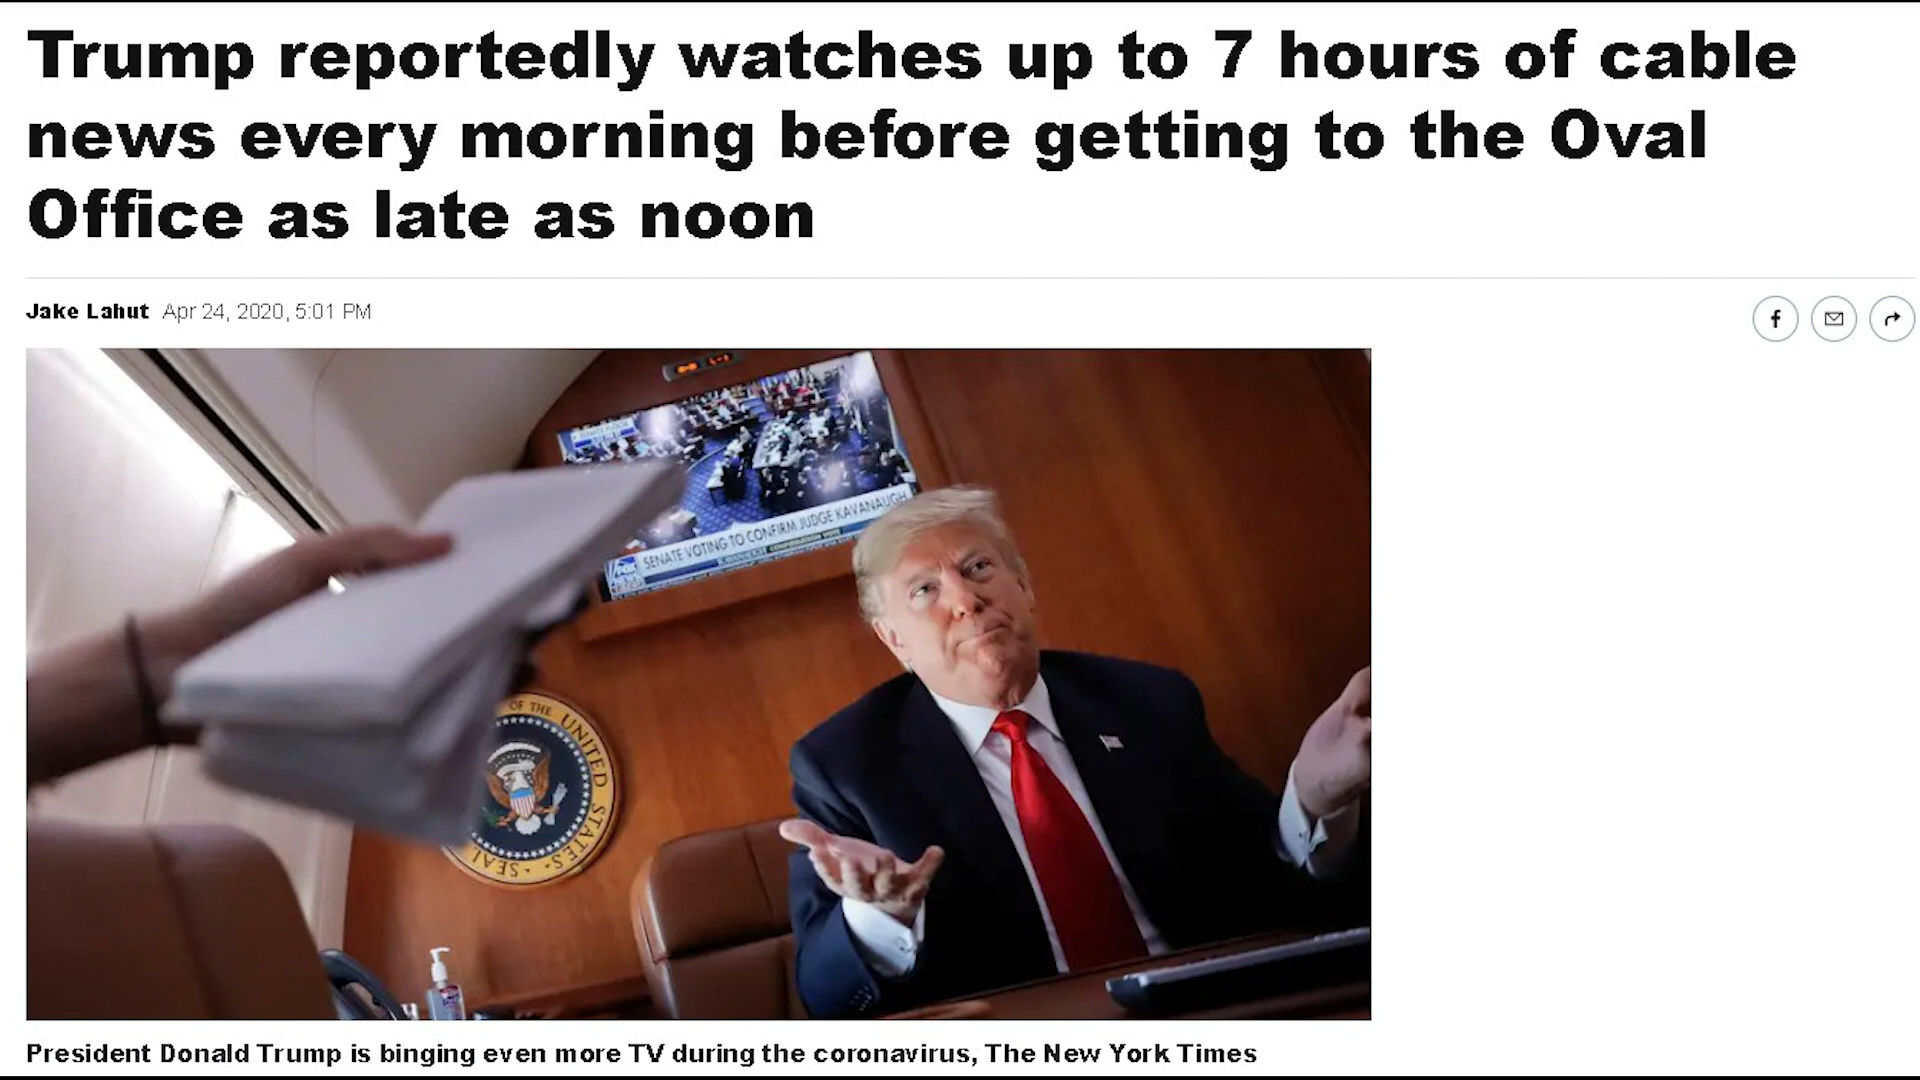 Trump reportedly watches up to 7 hours of cable
news every morning before getting to the Oval
Office as late as noon
Jake Lahut Apr 24, 2020, 5:01 PM
SENATE VOTING TO CONFIRM JUDGE KAVANAUGH
FOX
OF THE UNITED STATES
SEAL
President Donald Trump is binging even more TV during the coronavirus, The New York Times